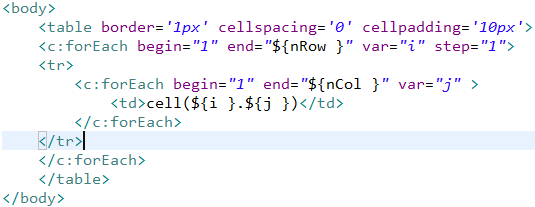 <body>
<table border='1px' cellspacing='0' cellpadding='10px'>
<c:forEach begin="1" end="${nRow }" var="i" step="1">
<tr>
<c:forEach begin="1" end="${nCol }" var="j" >
<td>cell(${i }.${j })</td>
</c:forEach>
</tr>
</c:forEach>
</table>
</body>